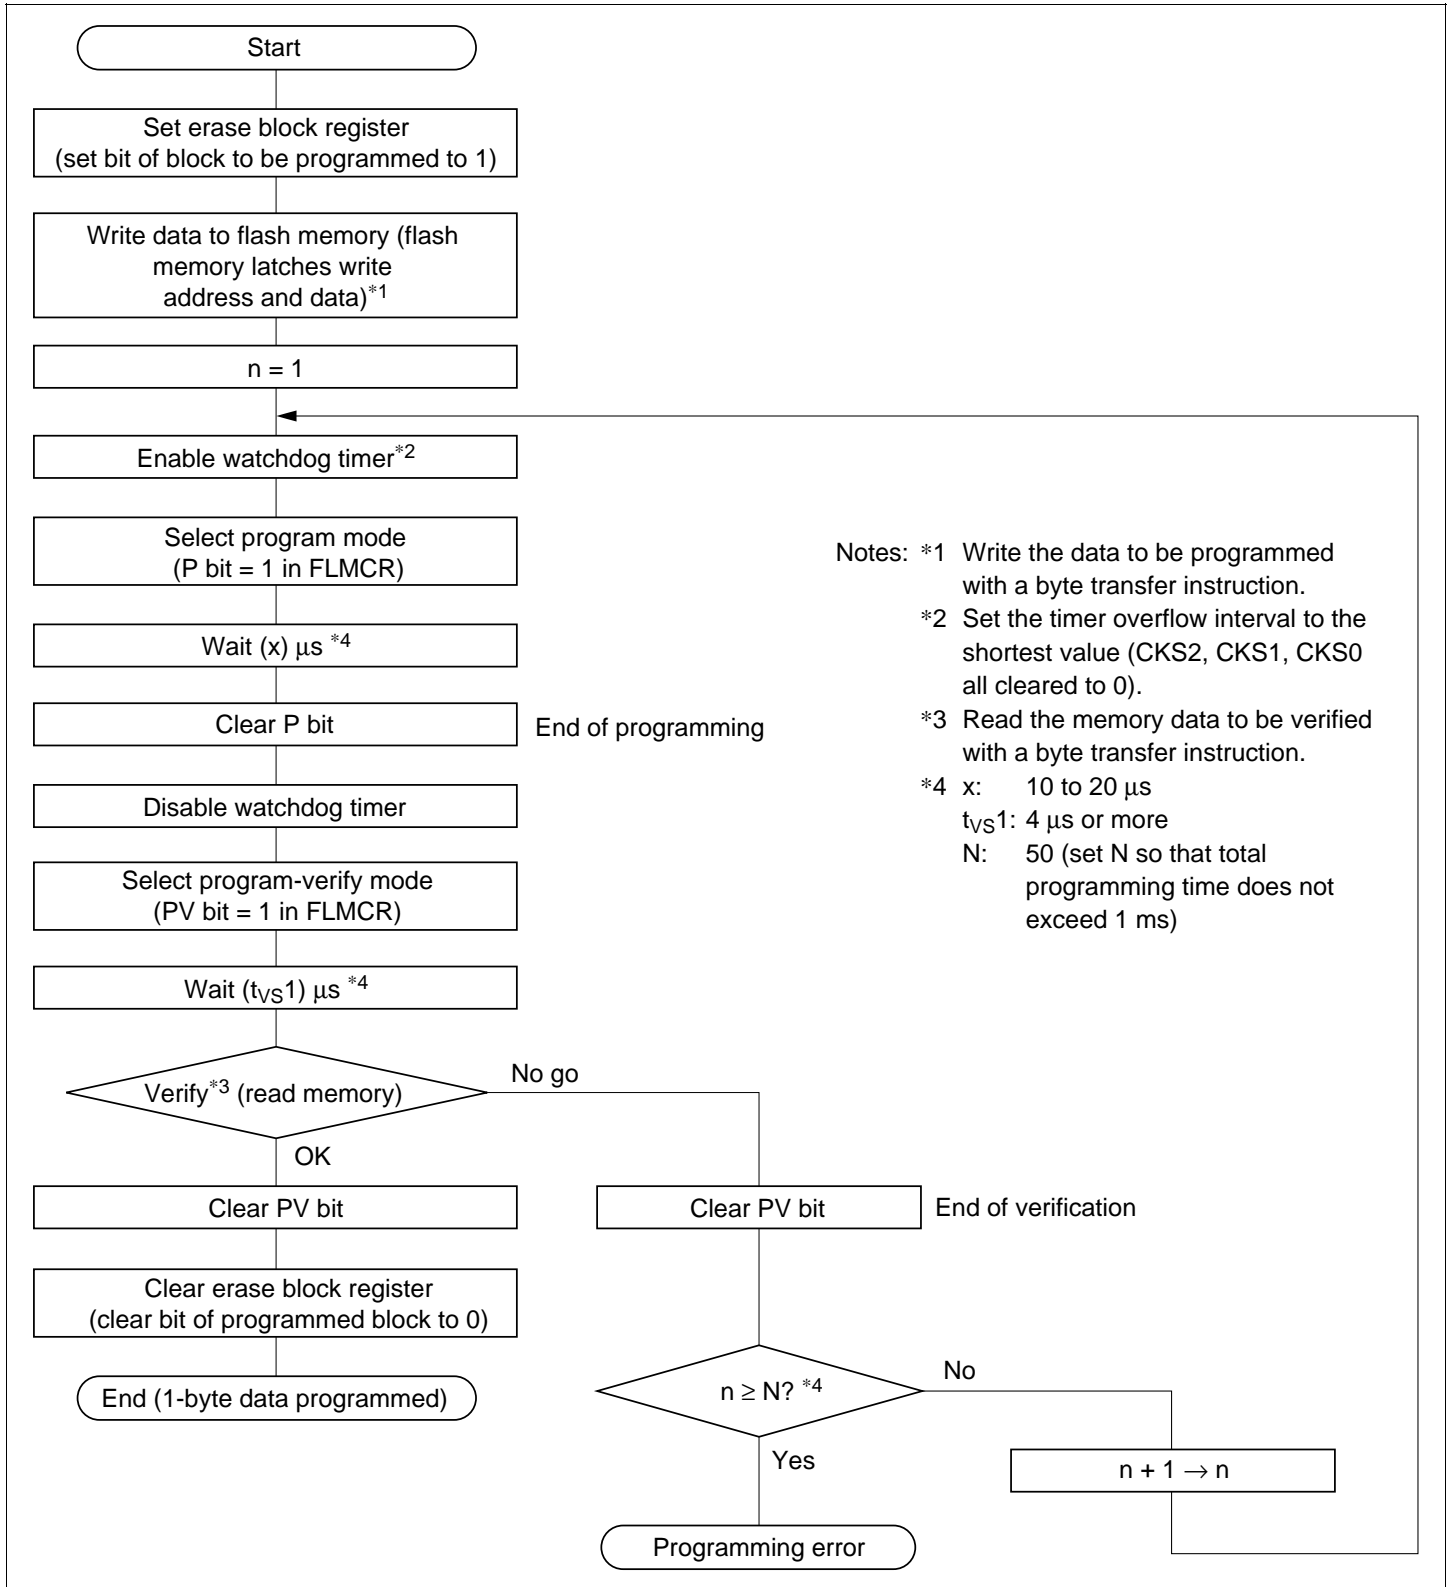 Start
Set erase block register
(set bit of block to be programmed to 1)
Write data to flash memory (flash
memory latches write
address and data)*1
n = 1
Enable watchdog timer*2
Select program mode
(P bit = 1 in FLMCR)
Wait (x) μs *4
Clear P bit
End of programming
Disable watchdog timer
Select program-verify mode
(PV bit = 1 in FLMCR)
Wait (tVS1) μs *4
Verify*3 (read memory)
No go
OK
Clear PV bit
Clear erase block register
(clear bit of programmed block to 0)
End (1-byte data programmed)
Clear PV bit
End of verification
n ≥ N? *4
No
Yes
n + 1 → n
Programming error
Notes: *1 Write the data to be programmed
with a byte transfer instruction.
*2 Set the timer overflow interval to the
shortest value (CKS2, CKS1, CKS0
all cleared to 0).
*3 Read the memory data to be verified
with a byte transfer instruction.
*4 x: 10 to 20 μs
tVS1: 4 μs or more
N: 50 (set N so that total
programming time does not
exceed 1 ms)